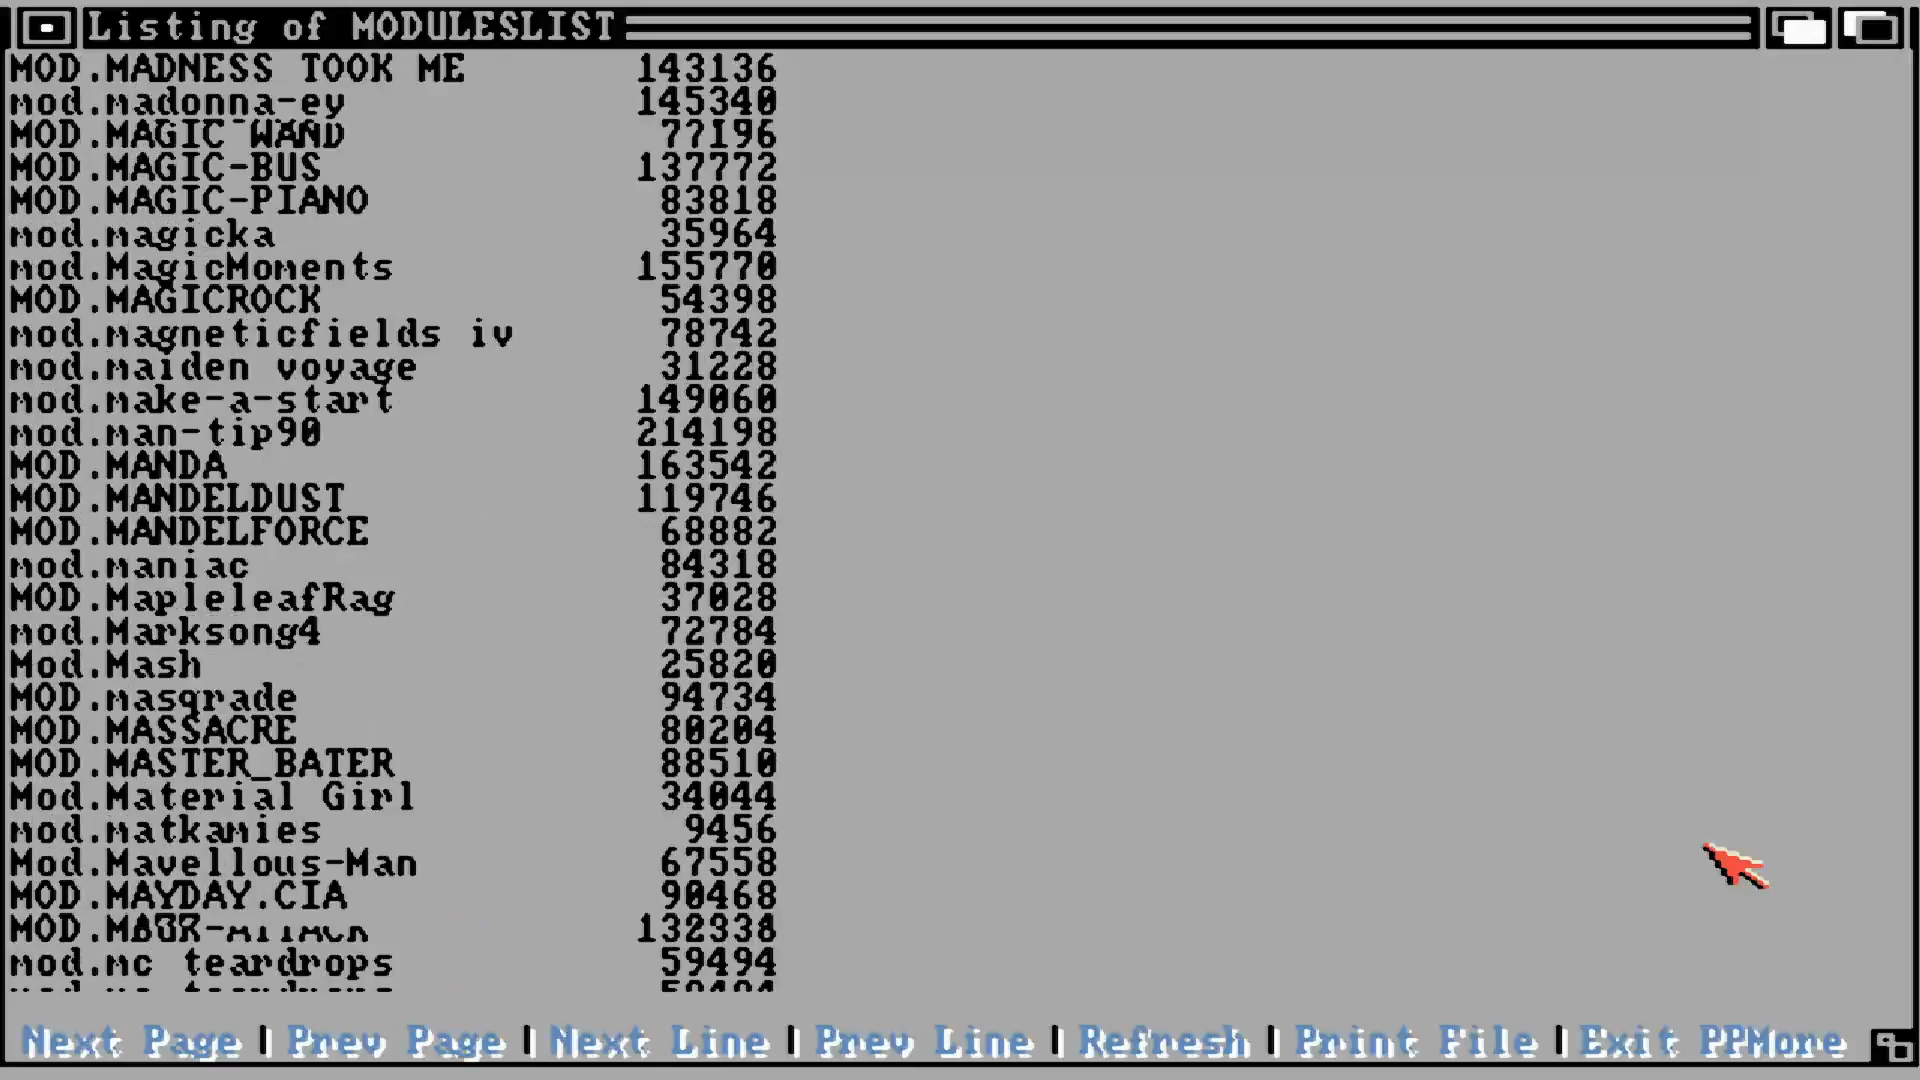 Listing of MODULESLIST
MOD.MADNESS TOOK ME 143136
mod.madonna-ey 145340
MOD.MAGIC WAND 77196
MOD.MAGIC-BUS 137772
MOD.MAGIC-PIANO 83818
mod.magicka 35964
mod.MagicMoments 155770
MOD.MAGICROCK 54398
mod.magneticfields iv 78742
mod.maiden voyage 31228
mod.make-a-start 149060
mod.man-tip90 214198
MOD.MANDA 163542
MOD.MANDELDUST 119746
MOD.MANDELFORCE 68882
mod.maniac 84318
MOD.MapleleafRag 37028
mod.Marksong4 72784
Mod.Mash 25820
MOD.masqrade 94734
MOD.MASSACRE 80204
MOD.MASTER_BATER 88510
Mod.Material Girl 34044
mod.matkamies 9456
Mod.Mavellous-Man 67558
MOD.MAYDAY.CIA 90468
132338
mod.mc teardrops 59494
Next Page | Prev Page | Next Line | Prev Line | Refresh | Print File | Exit PPMore